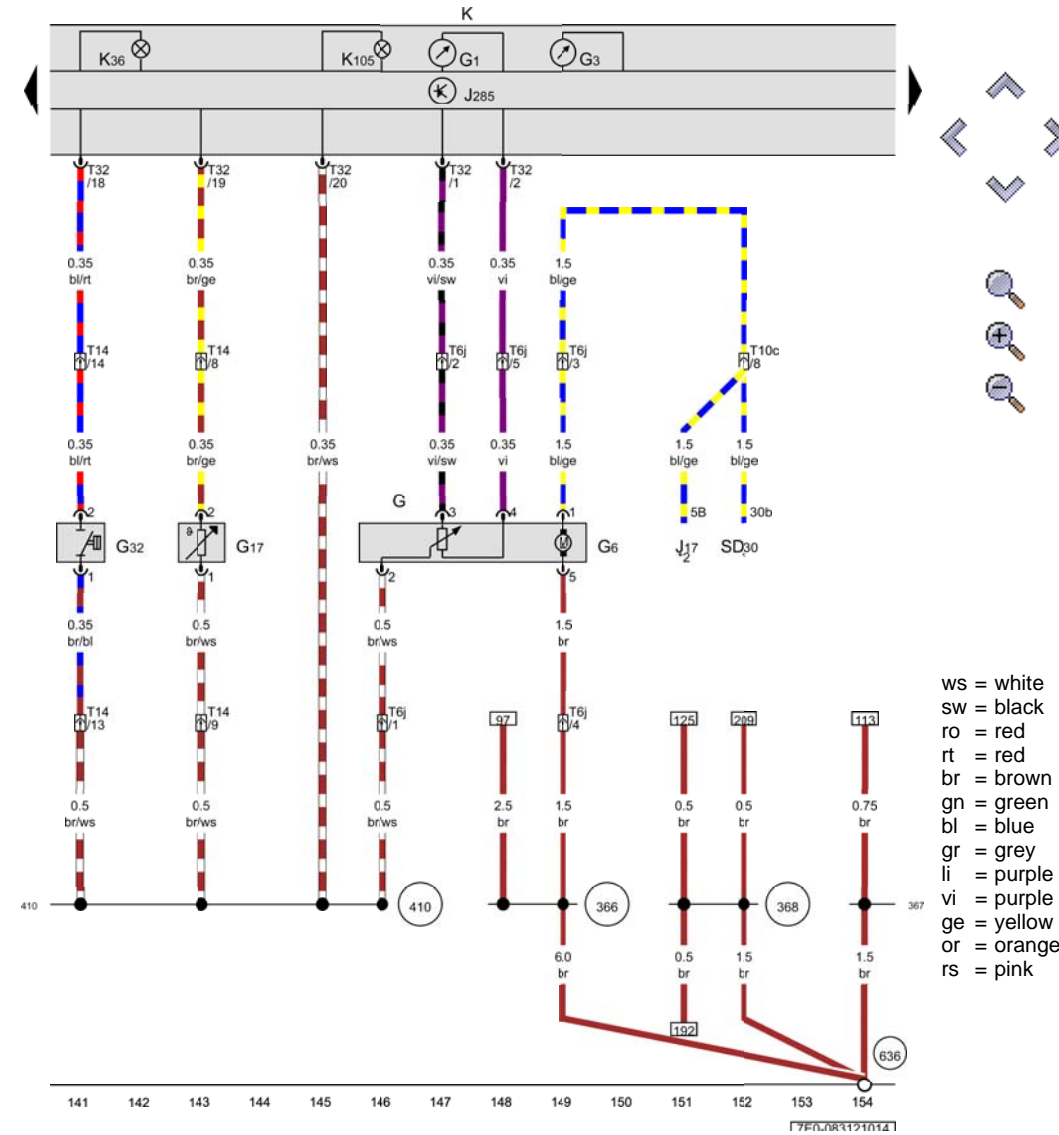 K
K36
K105
G1
G3
J285
T32 /18
T32 /19
T32 /20
T32 /1
T32 /2
0.35 bl/rt
0.35 br/ge
0.35 vi/sw
0.35 vi
1.5 bl/ge
T14 /14
T14 /8
T6j /2
T6j /5
T6j /3
T10c /8
0.35 bl/rt
0.35 br/ge
0.35 br/ws
0.35 vi/sw
0.35 vi
1.5 bl/ge
1.5 bl/ge
1.5 bl/ge
2
2
G
3
4
1
5B
30b
G32
G17
G6
J17 2
SD30
1
1
2
5
0.35 br/bl
0.5 br/ws
0.5 br/ws
1.5 br
T14 /13
T14 /9
T6j /1
97
T6j /4
125
209
113
0.5 br/ws
0.5 br/ws
0.5 br/ws
2.5 br
1.5 br
0.5 br
0.5 br
0.75 br
410
410
366
368
367
6.0 br
0.5 br
1.5 br
1.5 br
192
636
141 142 143 144 145 146 147 148 149 150 151 152 153 154
7E0-083121014
ws = white
sw = black
ro = red
rt = red
br = brown
gn = green
bl = blue
gr = grey
li = purple
vi = purple
ge = yellow
or = orange
rs = pink